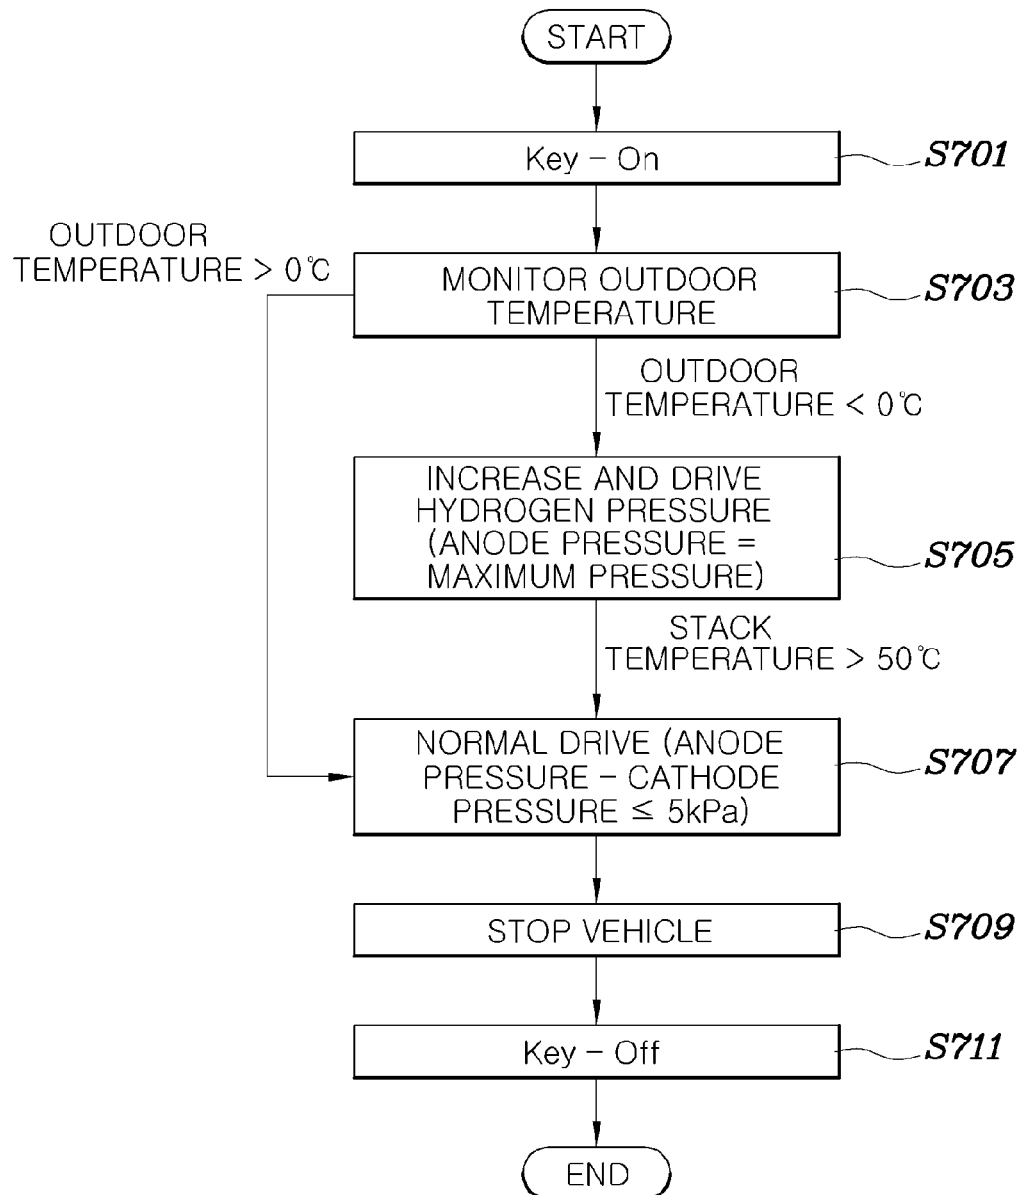 START
Key – On
S701
OUTDOOR
TEMPERATURE > 0℃
MONITOR OUTDOOR
TEMPERATURE
S703
OUTDOOR
TEMPERATURE < 0℃
INCREASE AND DRIVE
HYDROGEN PRESSURE
(ANODE PRESSURE =
MAXIMUM PRESSURE)
S705
STACK
TEMPERATURE > 50℃
NORMAL DRIVE (ANODE
PRESSURE – CATHODE
PRESSURE ≤ 5kPa)
S707
STOP VEHICLE
S709
Key – Off
S711
END